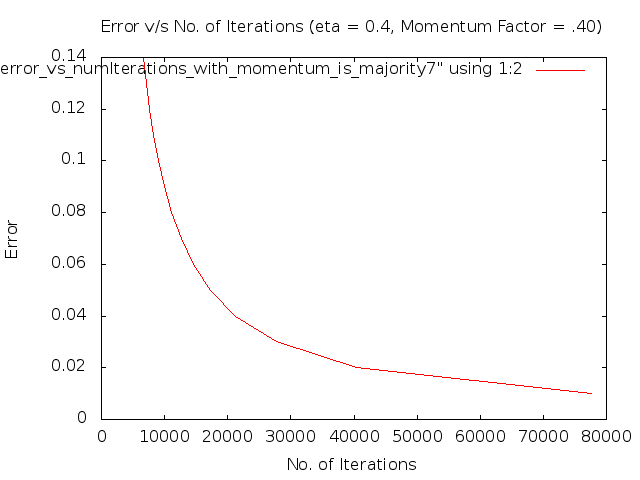 Error v/s No. of Iterations (eta = 0.4, Momentum Factor = .40)
error_vs_numIterations_with_momentum_is_majority7" using 1:2
0.14
0.12
0.1
0.08
0.06
0.04
0.02
0
Error
0 10000 20000 30000 40000 50000 60000 70000 80000
No. of Iterations